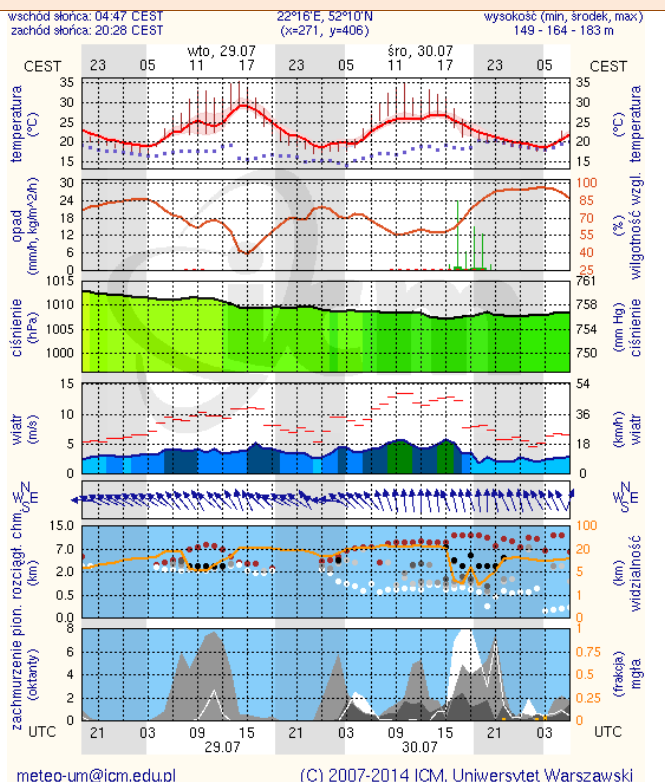 wschód słońca: 04:47 CEST 22°16'E, 52°10'N wysokość (min, środek, max)
zachód słońca: 20:28 CEST (x=271, y=406) 149 - 164 - 183 m
wto, 29.07 śro, 30.07
CEST 23 05 11 17 23 05 11 17 23 05 CEST
temperatura (°C) 35 30 25 20 15 35 30 25 20 15 (°C) temperatura
opad (mm/h, kg/m^2/h) 30 24 18 12 6 0 100 85 70 55 40 25 (%) wilgotność wzgl.
ciśnienie (hPa) 1015 1010 1005 1000 761 758 754 750 (mm Hg) ciśnienie
wiatr (m/s) 15 10 5 0 54 36 18 0 (km/h) wiatr
N W E S N W E S
pion. rozciągł. chm. (km) 15.0 7.0 2.0 0.5 0.0 100 20 5 1 0 (km) widzialność
zachmurzenie (oktanty) 8 6 4 2 0 1 0.75 0.5 0.25 0 (frakcja) mgła
UTC 21 03 09 15 21 03 09 15 21 03 UTC
29.07 30.07
icm
meteo-um@icm.edu.pl (C) 2007-2014 ICM, Uniwersytet Warszawski